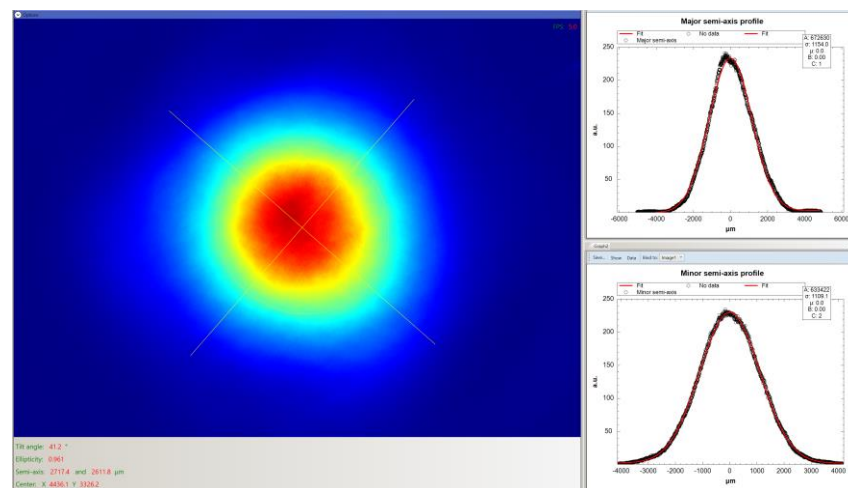 Major semi-axis profile
Fit
No data
Fit
Major semi-axis
A: 672630
σ: 1154.0
μ: 0.0
B: 0.00
C: 1
250
200
150
100
50
a.u.
-6000 -4000 -2000 0 2000 4000 6000
μm
Show Data
Image1
Minor semi-axis profile
Fit
No data
Fit
Minor semi-axis
A: 633422
σ: 1109.1
μ: 0.0
B: 0.00
C: 2
250
200
150
100
50
a.u.
-4000 -3000 -2000 -1000 0 1000 2000 3000 4000
μm
Tilt angle: 41.2 °
Ellipticity: 0.961
Semi-axis: 2717.4 and 2611.8 μm
Center: X 4436.1 Y 3326.2